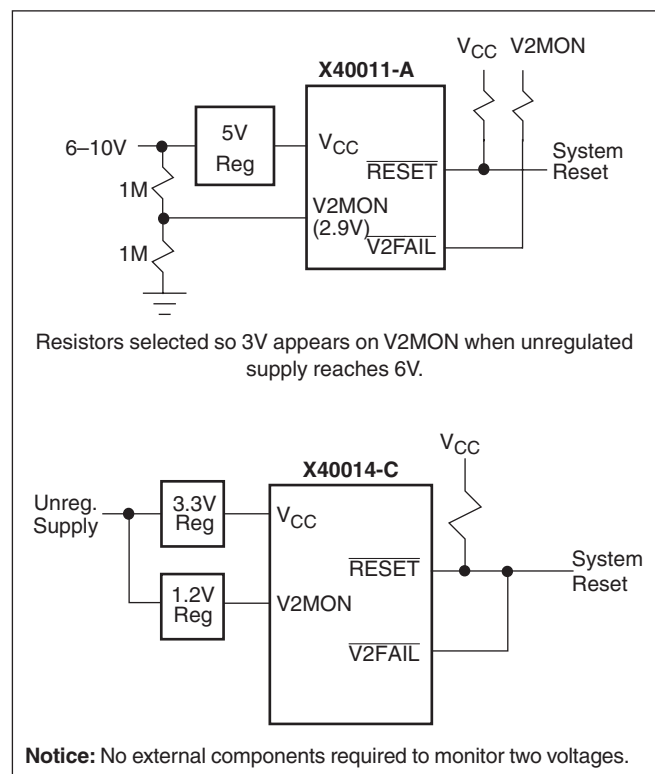 X40011-A
VCC V2MON
6–10V
5V
Reg
VCC
RESET
System
Reset
1M
V2MON
(2.9V)
V2FAIL
1M
Resistors selected so 3V appears on V2MON when unregulated
supply reaches 6V.
VCC
X40014-C
Unreg.
Supply
3.3V
Reg
VCC
RESET
System
Reset
1.2V
Reg
V2MON
V2FAIL
Notice: No external components required to monitor two voltages.